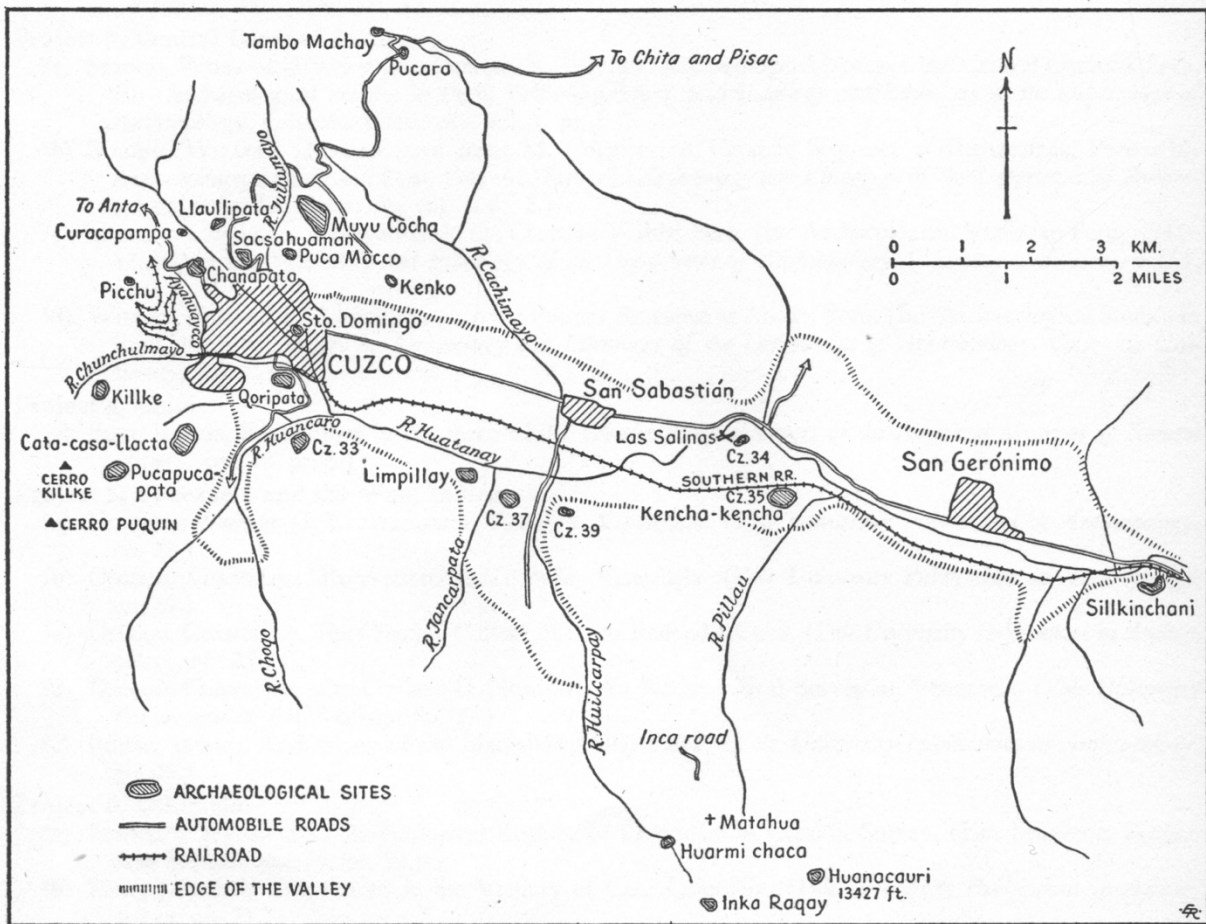 Tambo Machay
Pucara
To Chita and Pisac
N
R. Tullumayo
To Anta
Llaullipata
Curacapampa
Muyu Cocha
Sacsahuaman
Puca Mocco
R. Cachimayo
0 1 2 3 KM.
0 1 2 MILES
Chanapata
Kenko
Picchu
Sto. Domingo
R. Chunchulmayo
CUZCO
San Sabastián
Killke
Qoripata
Cata-casa-llacta
R. Huancaro
Cz. 33
R. Huatanay
Las Salinas
Cz. 34
San Gerónimo
CERRO
KILLKE
Pucapuca-
pata
Limpillay
SOUTHERN RR.
Cz. 35
CERRO PUQUIN
Cz. 37
Cz. 39
Kencha-kencha
Sillkinchani
R. Choqo
R. Tancarpata
R. Huilcarpay
R. Pillao
Inca road
ARCHAEOLOGICAL SITES
AUTOMOBILE ROADS
RAILROAD
EDGE OF THE VALLEY
Matahua
Huarmi chaca
Huanacauri
13427 ft.
Inka Raqay